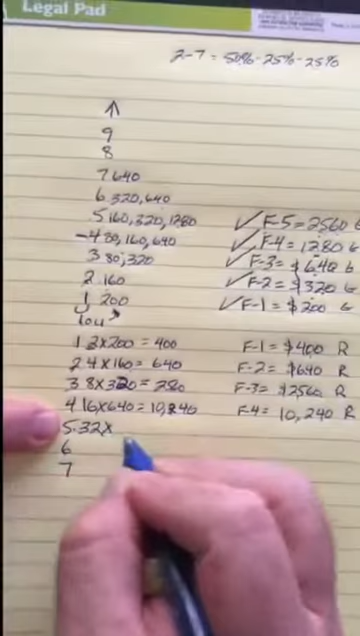 Legal Pad
2-7 = 50%-25%-25%
↑
9
8
7 640
6 320,640
5 160,320,1280
-4 80,160,640
3 80,320
2 160
1 200
you
1 2x200 = 400
2 4x160 = 640
3 8x320 = 2560
4 16x640 = 10,240
5.32x
6
7
✓F-5=2560 G
✓F-4=1280 G
✓F-3=$640 G
✓F-2=$320 G
✓F-1=$200 G
F-1=$400 R
F-2=$640 R
F-3=$2560 R
F-4=10,240 R